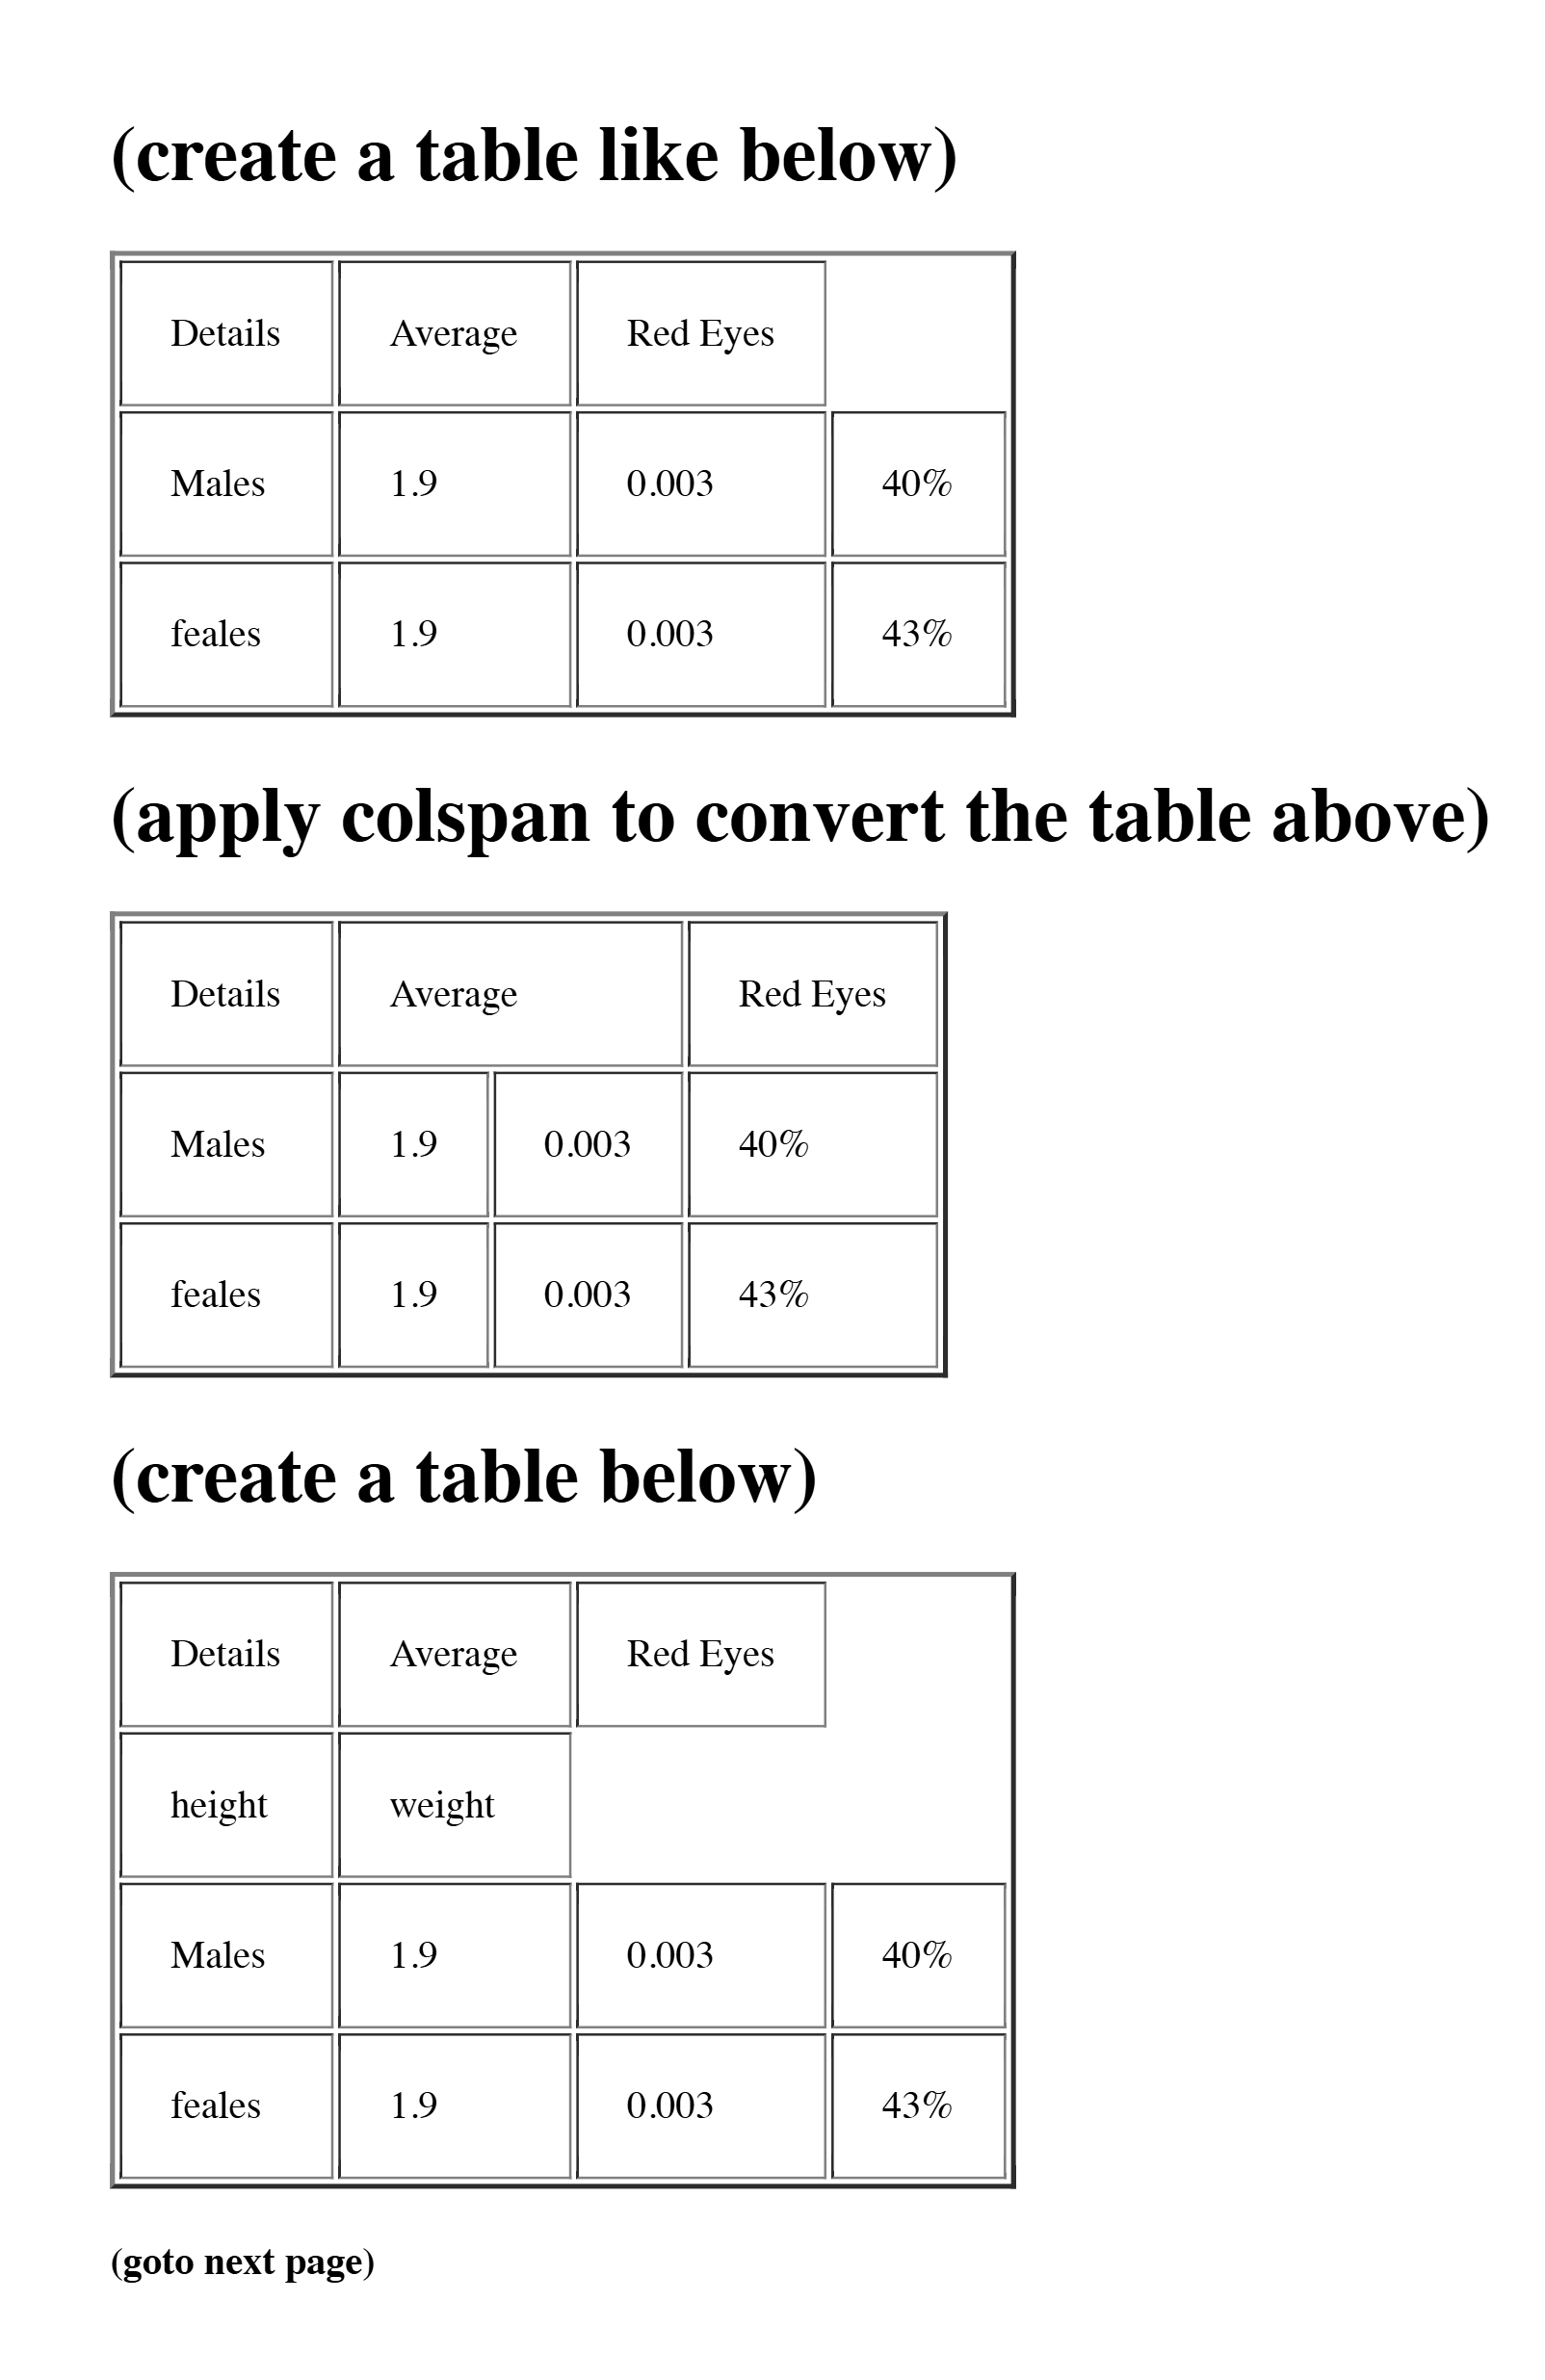 (create a table like below)
Details Average Red Eyes
Males 1.9 0.003 40%
feales 1.9 0.003 43%
(apply colspan to convert the table above)
Details Average Red Eyes
Males 1.9 0.003 40%
feales 1.9 0.003 43%
(create a table below)
Details Average Red Eyes
height weight
Males 1.9 0.003 40%
feales 1.9 0.003 43%
(goto next page)